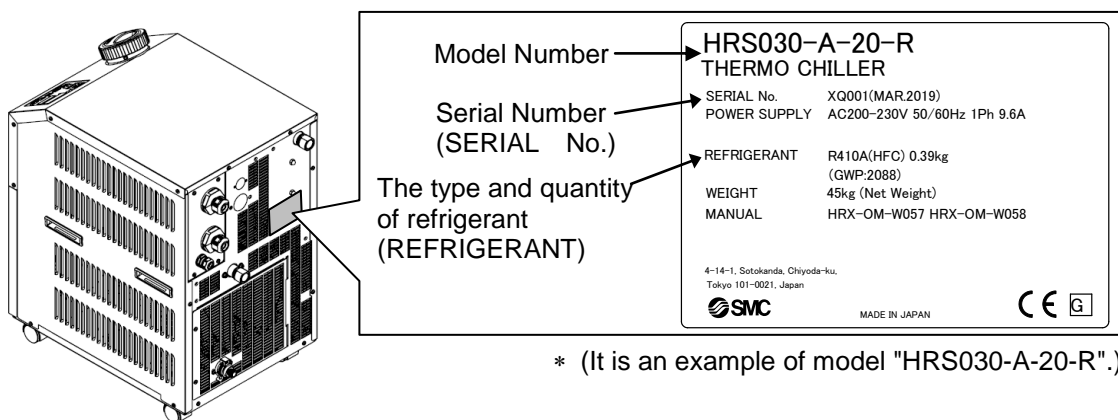 Model Number
Serial Number
(SERIAL No.)
The type and quantity
of refrigerant
(REFRIGERANT)
HRS030-A-20-R
THERMO CHILLER
SERIAL No. XQ001(MAR.2019)
POWER SUPPLY AC200-230V 50/60Hz 1Ph 9.6A
REFRIGERANT R410A(HFC) 0.39kg
(GWP:2088)
WEIGHT 45kg (Net Weight)
MANUAL HRX-OM-W057 HRX-OM-W058
4-14-1, Sotokanda, Chiyoda-ku,
Tokyo 101-0021, Japan
SMC MADE IN JAPAN CE G
* (It is an example of model "HRS030-A-20-R".)